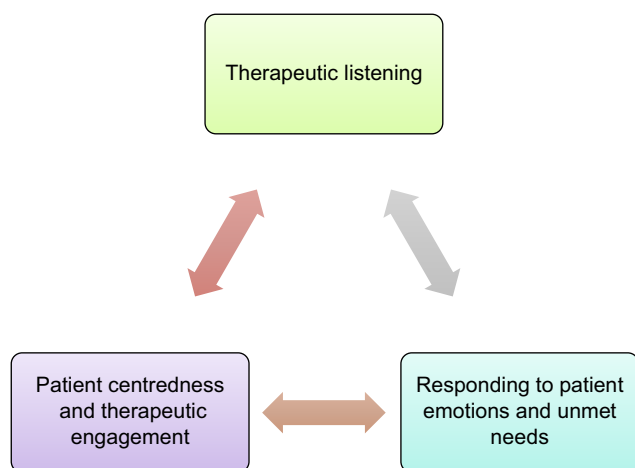 Therapeutic listening
Patient centredness
and therapeutic
engagement
Responding to patient
emotions and unmet
needs